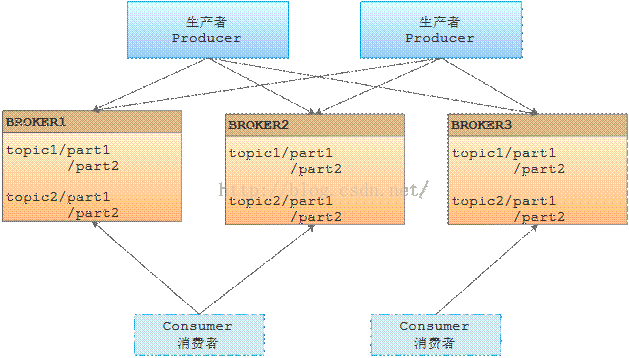 生产者
Producer
生产者
Producer
BROKER1
topic1/part1
/part2
topic2/part1
/part2
BROKER2
topic1/part1
/part2
topic2/part1
/part2
BROKER3
topic1/part1
/part2
topic2/part1
/part2
http://blog.csdn.net/
Consumer
消费者
Consumer
消费者